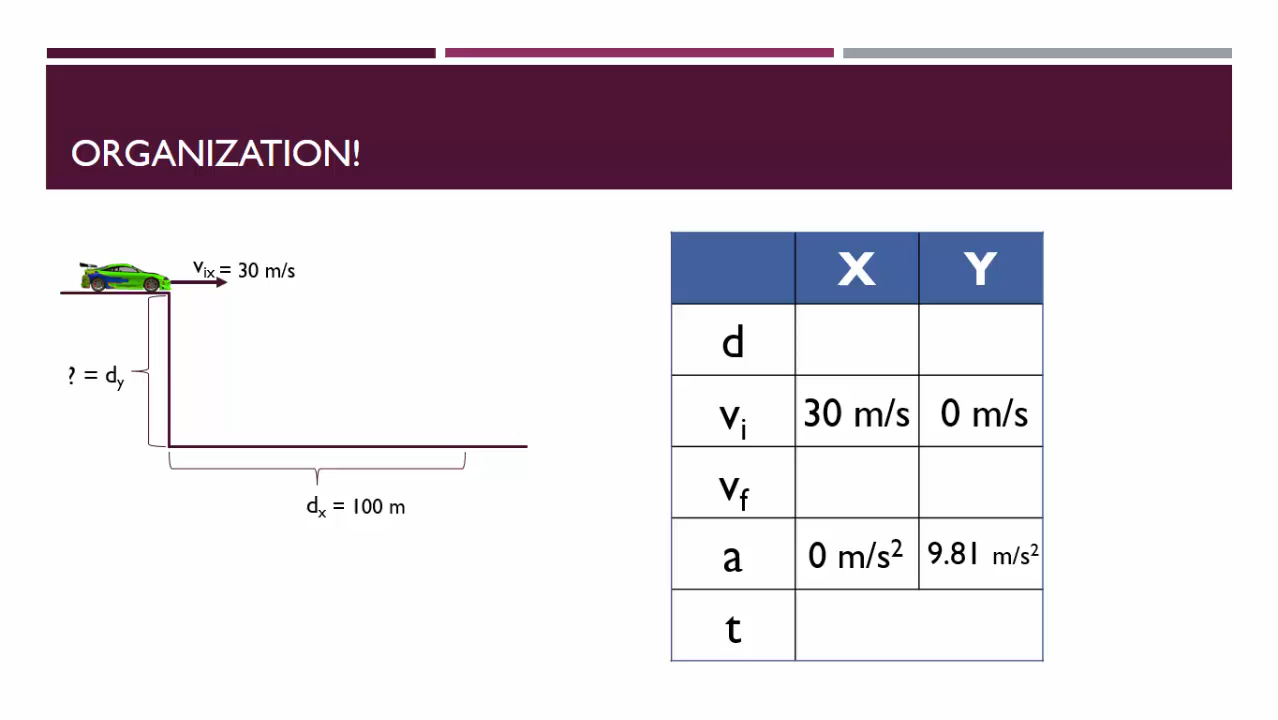 ORGANIZATION!
vix = 30 m/s
? = dy
dx = 100 m
X Y
d
vi 30 m/s 0 m/s
vf
a 0 m/s² 9.81 m/s²
t